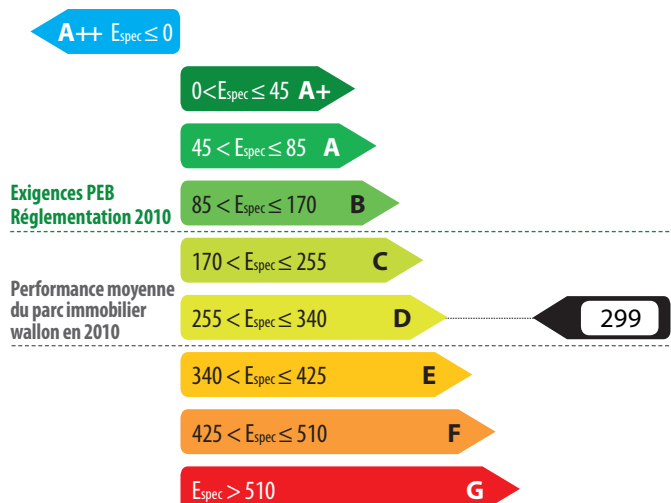 A++ Espec ≤ 0
0<Espec ≤ 45 A+
45 < Espec ≤ 85 A
Exigences PEB
Réglementation 2010
85 < Espec ≤ 170 B
170 < Espec ≤ 255 C
Performance moyenne
du parc immobilier
wallon en 2010
255 < Espec ≤ 340 D
299
340 < Espec ≤ 425 E
425 < Espec ≤ 510 F
Espec > 510 G